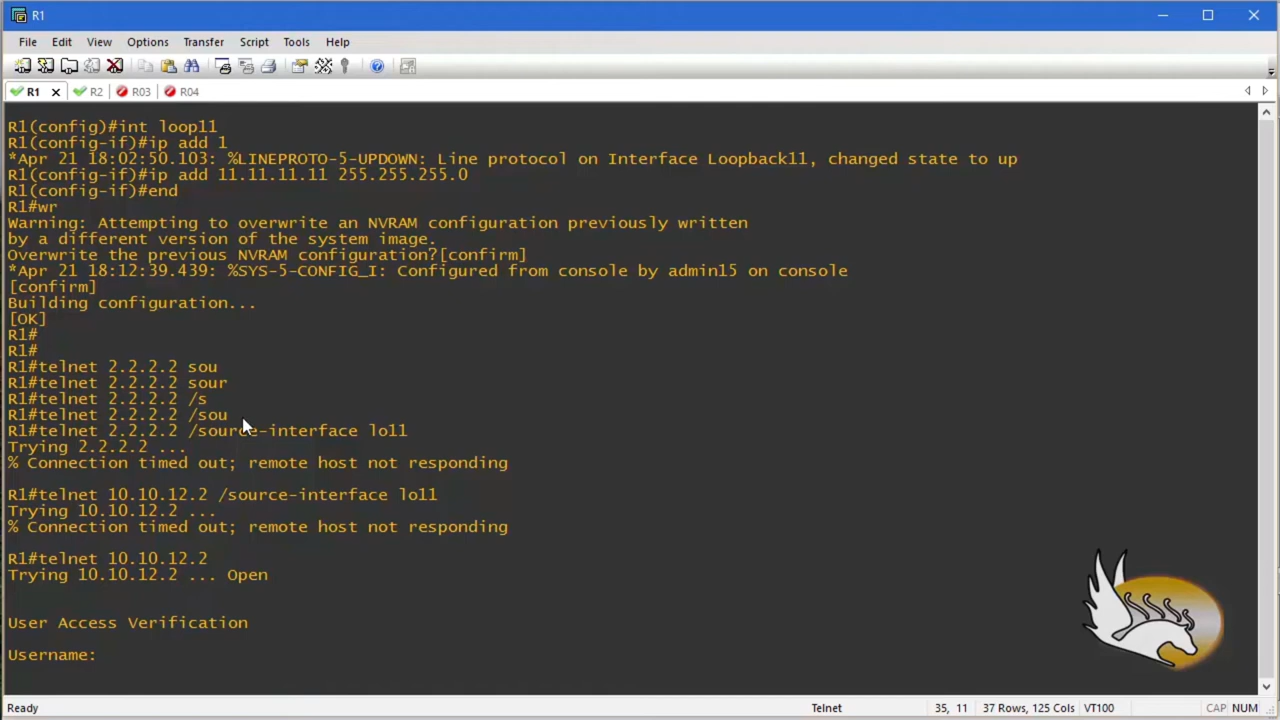 R1
File Edit View Options Transfer Script Tools Help
R1 R2 R03 R04
R1(config)#int loop11
R1(config-if)#ip add 1
*Apr 21 18:02:50.103: %LINEPROTO-5-UPDOWN: Line protocol on Interface Loopback11, changed state to up
R1(config-if)#ip add 11.11.11.11 255.255.255.0
R1(config-if)#end
R1#wr
Warning: Attempting to overwrite an NVRAM configuration previously written
by a different version of the system image.
Overwrite the previous NVRAM configuration?[confirm]
*Apr 21 18:12:39.439: %SYS-5-CONFIG_I: Configured from console by admin15 on console
[confirm]
Building configuration...
[OK]
R1#
R1#
R1#telnet 2.2.2.2 sou
R1#telnet 2.2.2.2 sour
R1#telnet 2.2.2.2 /s
R1#telnet 2.2.2.2 /sou
R1#telnet 2.2.2.2 /source-interface lo11
Trying 2.2.2.2 ...
% Connection timed out; remote host not responding
R1#telnet 10.10.12.2 /source-interface lo11
Trying 10.10.12.2 ...
% Connection timed out; remote host not responding
R1#telnet 10.10.12.2
Trying 10.10.12.2 ... Open
User Access Verification
Username:
Ready Telnet 35, 11 37 Rows, 125 Cols VT100 CAP NUM